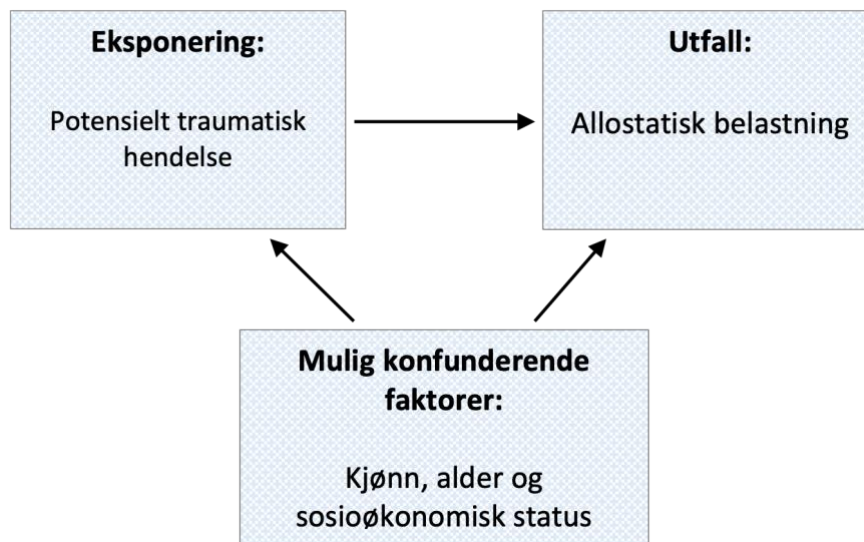 Eksponering:
Potensielt traumatisk
hendelse
Utfall:
Allostatisk belastning
Mulig konfunderende
faktorer:
Kjønn, alder og
sosioøkonomisk status